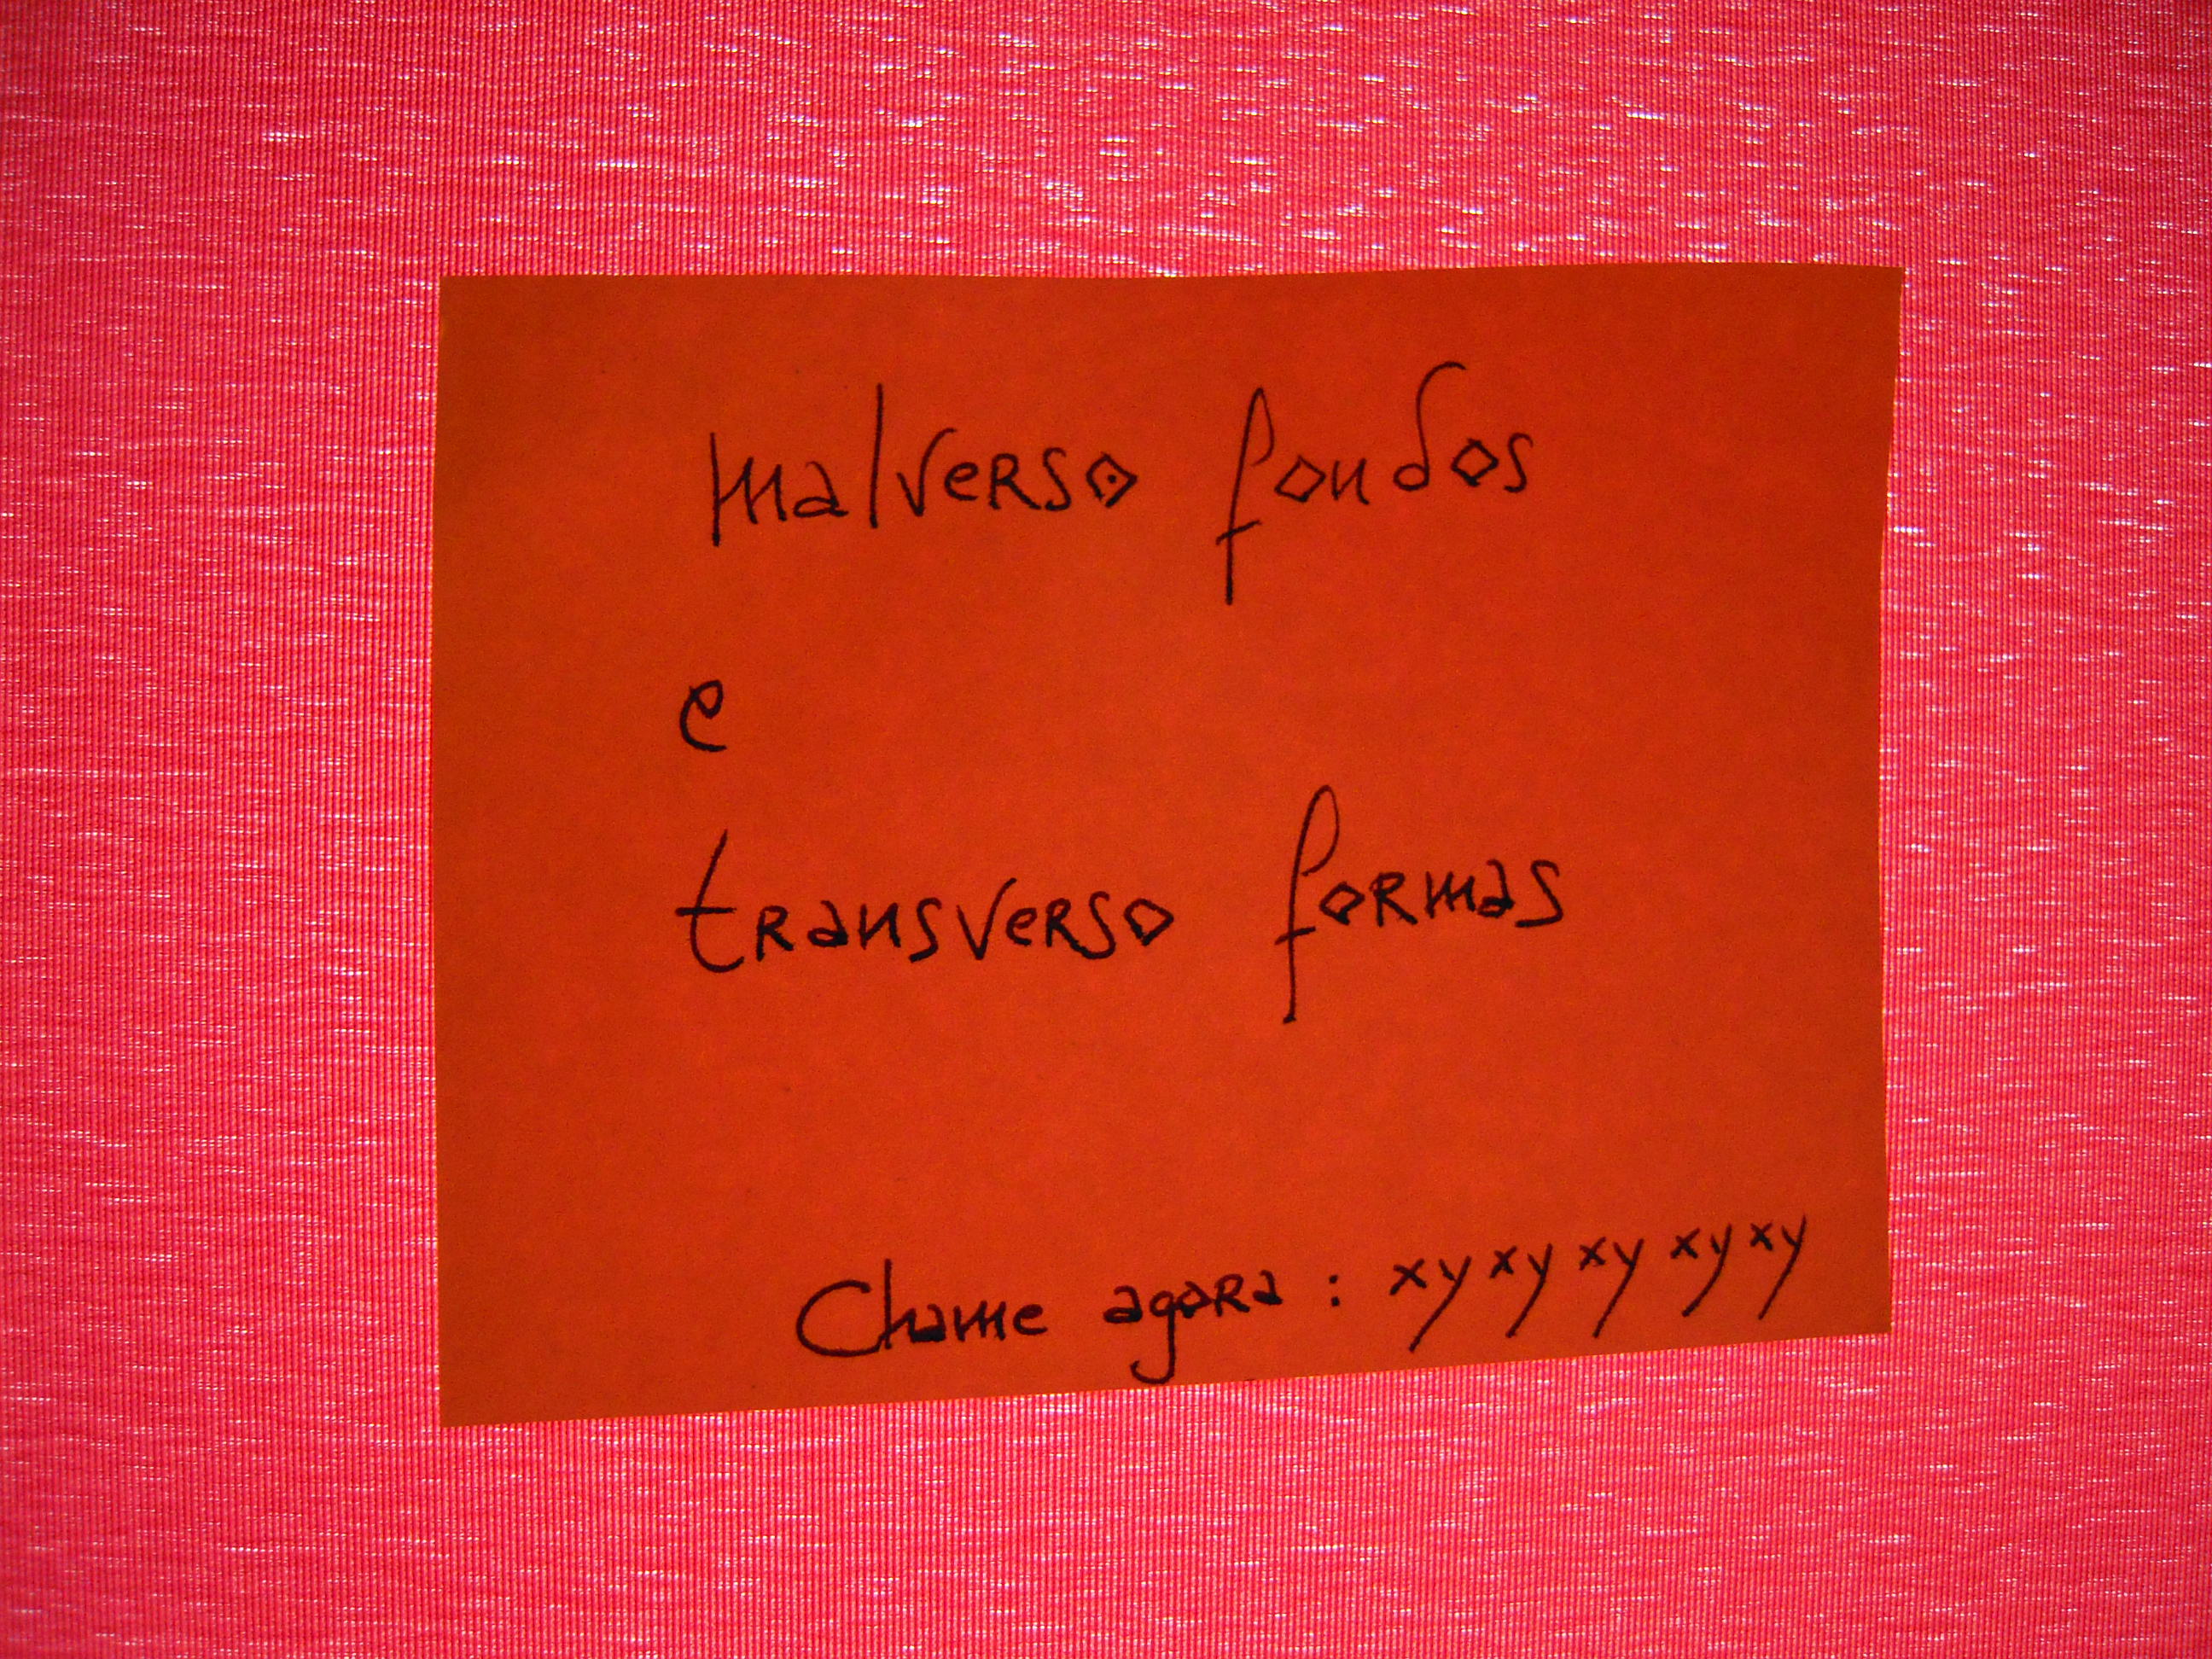 malverso fondos
e
transverso formas
Chame agora : xyxyxyxyxy